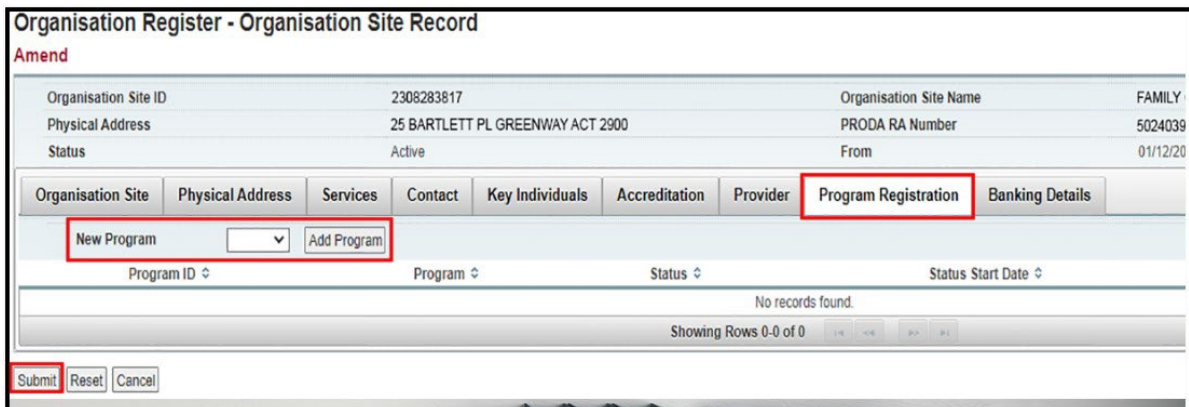 Organisation Register - Organisation Site Record
Amend
Organisation Site ID 2308283817 Organisation Site Name FAMILY
Physical Address 25 BARTLETT PL GREENWAY ACT 2900 PRODA RA Number 5024039
Status Active From 01/12/20
Organisation Site Physical Address Services Contact Key Individuals Accreditation Provider Program Registration Banking Details
New Program Add Program
Program ID Program Status Status Start Date
No records found.
Showing Rows 0-0 of 0
Submit Reset Cancel